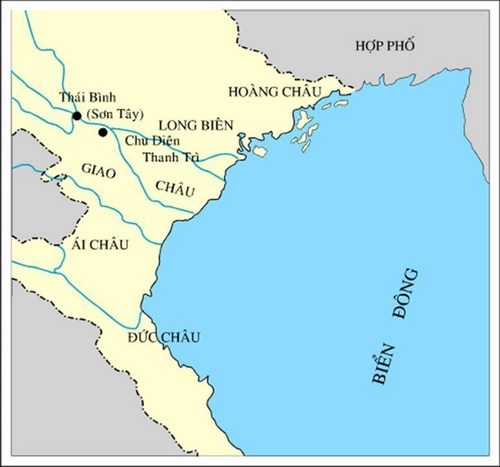 HỢP PHỐ
HOÀNG CHÂU
Thái Bình
(Sơn Tây)
LONG BIÊN
Chu Diên
Thanh Trì
GIAO
CHÂU
ÁI CHÂU
ĐỨC CHÂU
BIỂN ĐÔNG